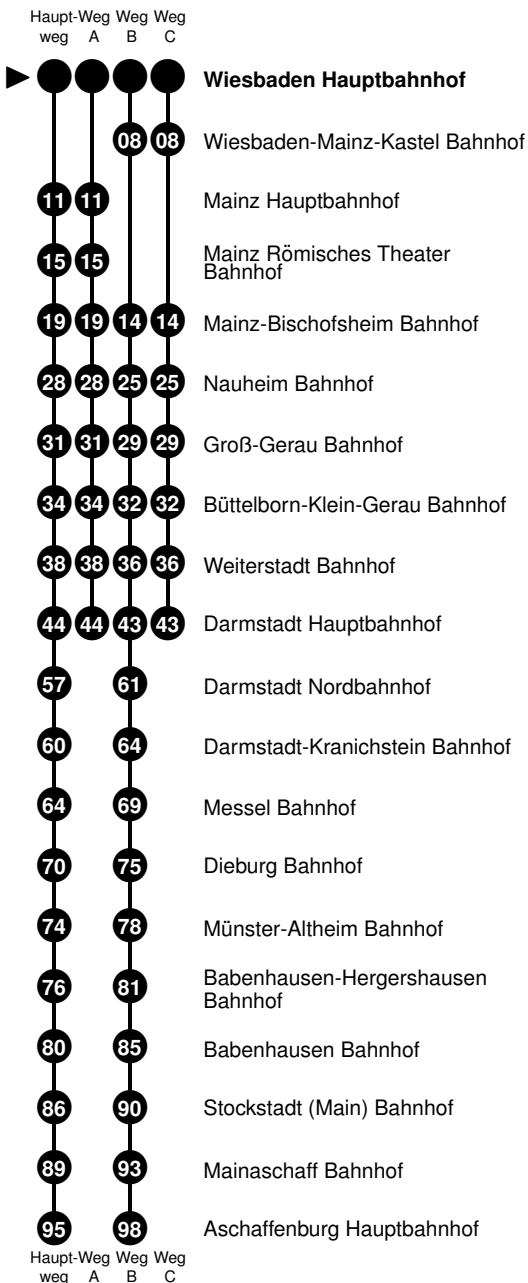 Haupt-Weg Weg Weg
weg A B C
Wiesbaden Hauptbahnhof
08 08 Wiesbaden-Mainz-Kastel Bahnhof
11 11 Mainz Hauptbahnhof
15 15 Mainz Römisches Theater
Bahnhof
19 19 14 14 Mainz-Bischofsheim Bahnhof
28 28 25 25 Nauheim Bahnhof
31 31 29 29 Groß-Gerau Bahnhof
34 34 32 32 Büttelborn-Klein-Gerau Bahnhof
38 38 36 36 Weiterstadt Bahnhof
44 44 43 43 Darmstadt Hauptbahnhof
57 61 Darmstadt Nordbahnhof
60 64 Darmstadt-Kranichstein Bahnhof
64 69 Messel Bahnhof
70 75 Dieburg Bahnhof
74 78 Münster-Altheim Bahnhof
76 81 Babenhausen-Hergershausen
Bahnhof
80 85 Babenhausen Bahnhof
86 90 Stockstadt (Main) Bahnhof
89 93 Mainaschaff Bahnhof
95 98 Aschaffenburg Hauptbahnhof
Haupt-Weg Weg Weg
weg A B C